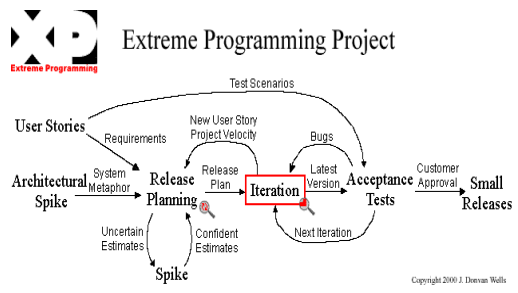 XP
Extreme Programming
Extreme Programming Project
Test Scenarios
User Stories
Requirements
New User Story
Project Velocity
Bugs
Architectural
Spike
System
Metaphor
Release
Planning
Release
Plan
Iteration
Latest
Version
Acceptance
Tests
Customer
Approval
Small
Releases
Uncertain
Estimates
Confident
Estimates
Next Iteration
Spike
Copyright 2000 J. Donvan Wells